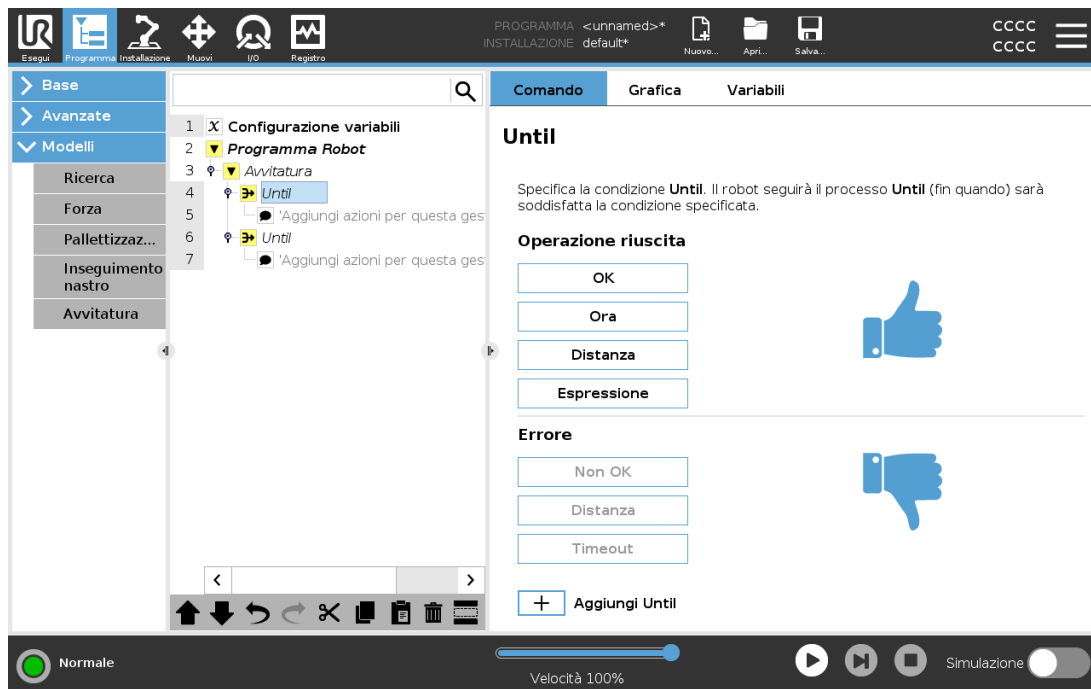 PROGRAMMA <unnamed>*
INSTALLAZIONE default*
Esegui Programma Installazione Muovi I/O Registro
Nuovo... Apri... Salva...
CCCC
CCCC
Base
Avanzate
Modelli
Ricerca
Forza
Pallettizzaz...
Inseguimento
nastro
Avvitatura
1 X Configurazione variabili
2 Programma Robot
3 Avvitatura
4 Until
5 'Aggiungi azioni per questa ges
6 Until
7 'Aggiungi azioni per questa ges
Comando Grafica Variabili
Until
Specifica la condizione Until. Il robot seguirà il processo Until (fin quando) sarà
soddisfatta la condizione specificata.
Operazione riuscita
OK
Ora
Distanza
Espressione
Errore
Non OK
Distanza
Timeout
+ Aggiungi Until
Normale
Velocità 100%
Simulazione